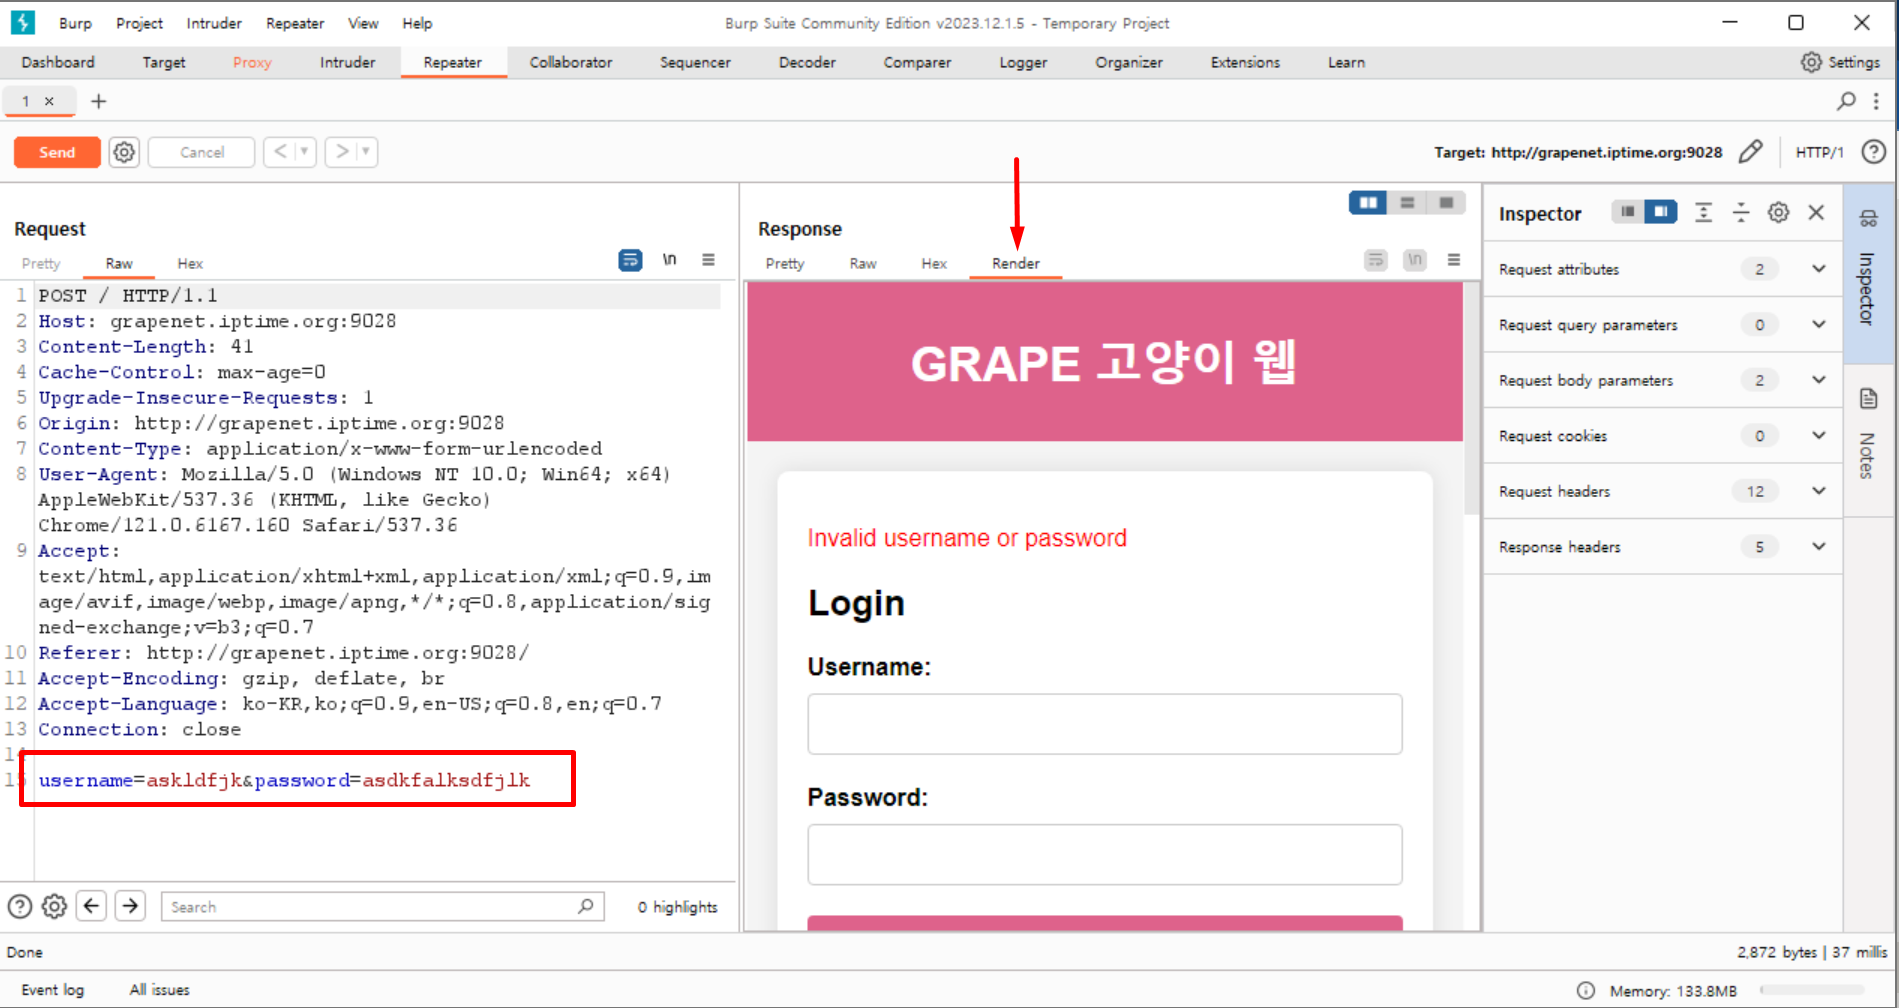 Burp Project Intruder Repeater View Help Burp Suite Community Edition v2023.12.1.5 - Temporary Project
Dashboard Target Proxy Intruder Repeater Collaborator Sequencer Decoder Comparer Logger Organizer Extensions Learn Settings
1 × +
Send Cancel < > Target: http://grapenet.iptime.org:9028 HTTP/1
Request
Pretty Raw Hex \n
1 POST / HTTP/1.1
2 Host: grapenet.iptime.org:9028
3 Content-Length: 41
4 Cache-Control: max-age=0
5 Upgrade-Insecure-Requests: 1
6 Origin: http://grapenet.iptime.org:9028
7 Content-Type: application/x-www-form-urlencoded
8 User-Agent: Mozilla/5.0 (Windows NT 10.0; Win64; x64)
AppleWebKit/537.36 (KHTML, like Gecko)
Chrome/121.0.6167.160 Safari/537.36
9 Accept:
text/html,application/xhtml+xml,application/xml;q=0.9,im
age/avif,image/webp,image/apng,*/*;q=0.8,application/sig
ned-exchange;v=b3;q=0.7
10 Referer: http://grapenet.iptime.org:9028/
11 Accept-Encoding: gzip, deflate, br
12 Accept-Language: ko-KR,ko;q=0.9,en-US;q=0.8,en;q=0.7
13 Connection: close
14
15 username=askldfjk&password=asdkfalksdfjlk
Search 0 highlights
Response
Pretty Raw Hex Render \n
GRAPE 고양이 웹
Invalid username or password
Login
Username:
Password:
Inspector
Request attributes 2
Request query parameters 0
Request body parameters 2
Request cookies 0
Request headers 12
Response headers 5
Inspector
Notes
Done 2,872 bytes | 37 millis
Event log All issues Memory: 133.8MB